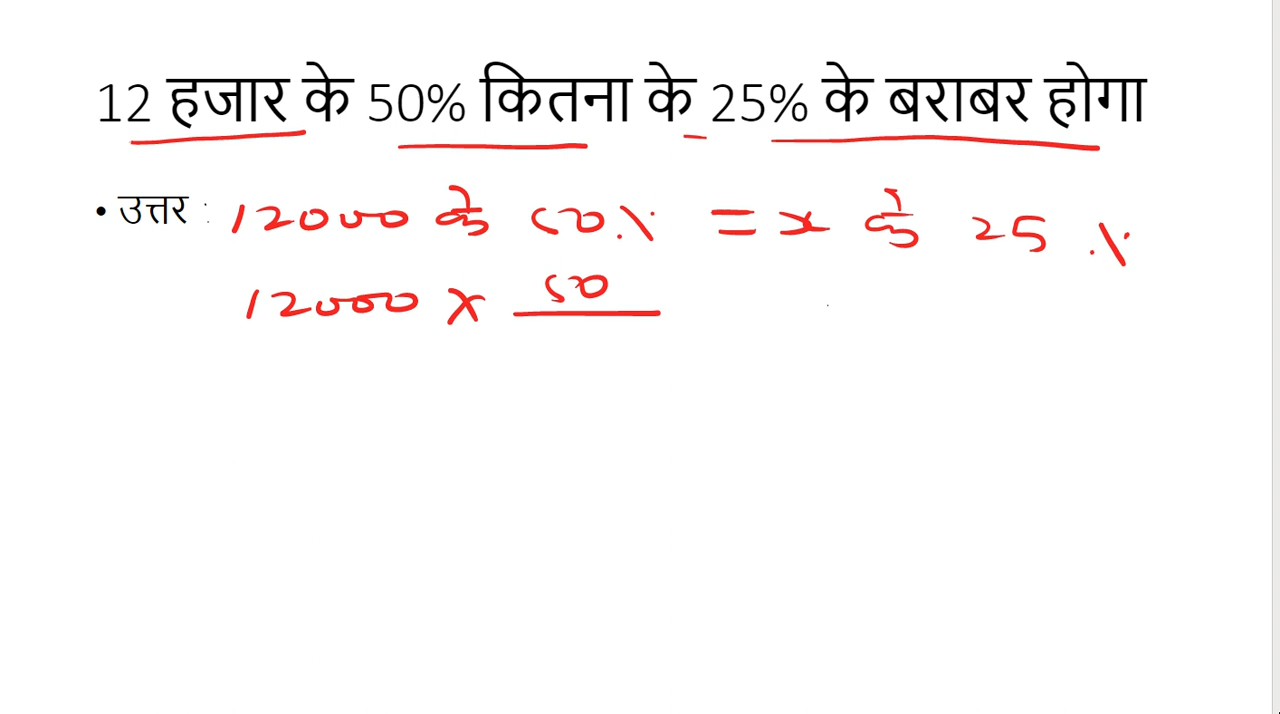 12 हजार के 50% कितना के 25% के बराबर होगा
• उत्तर : 12000 के 50% = x के 25 %
12000 x 50